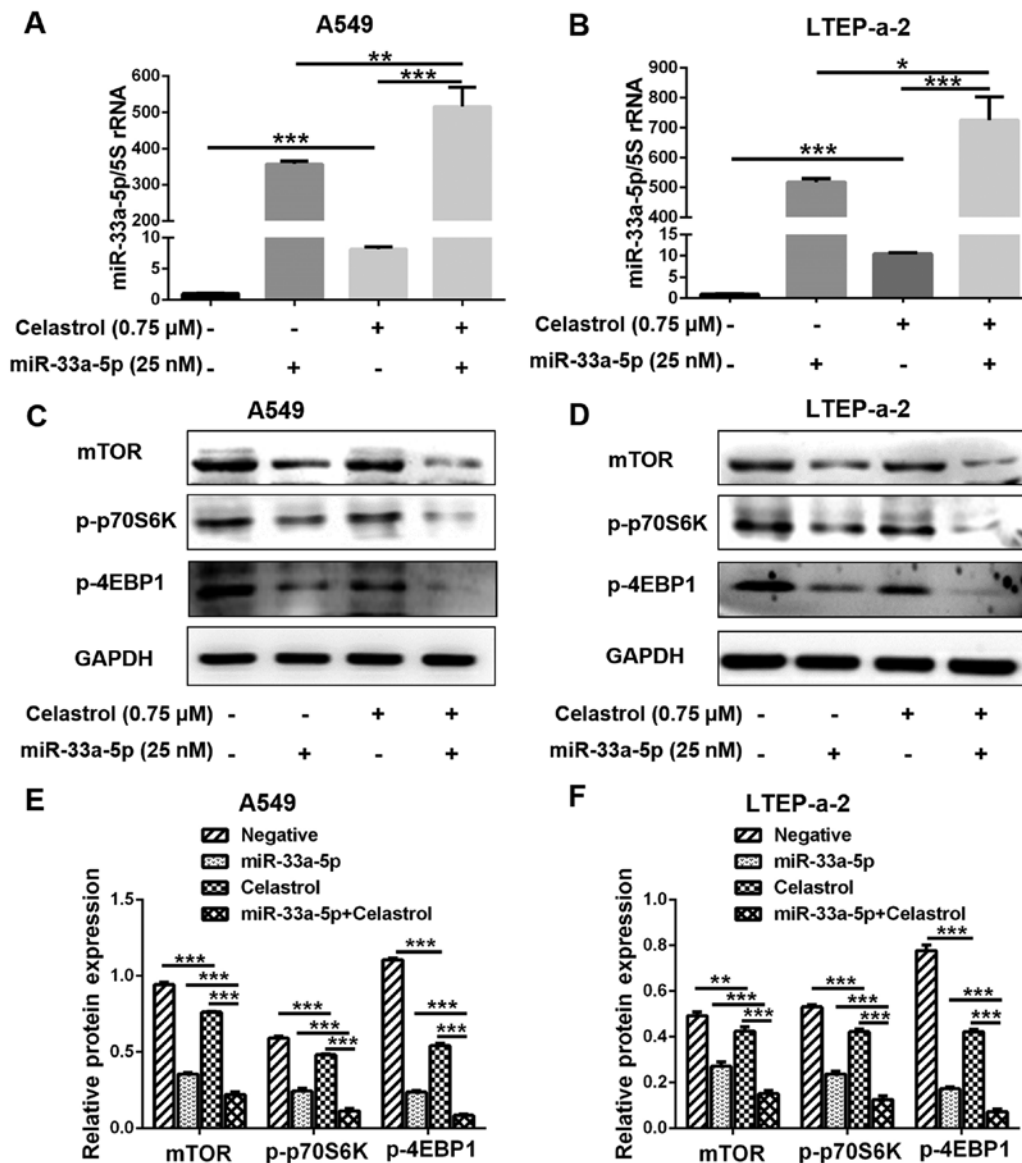 A
A549
**
***
***
miR-33a-5p/5S rRNA
600
500
400
300
200
10
5
0
Celastrol (0.75 µM) - - + +
miR-33a-5p (25 nM) - + - +
B
LTEP-a-2
*
***
***
miR-33a-5p/5S rRNA
900
800
700
600
500
400
15
10
5
0
Celastrol (0.75 µM) - - + +
miR-33a-5p (25 nM) - + - +
C
A549
mTOR
p-p70S6K
p-4EBP1
GAPDH
Celastrol (0.75 µM) - - + +
miR-33a-5p (25 nM) - + - +
D
LTEP-a-2
mTOR
p-p70S6K
p-4EBP1
GAPDH
Celastrol (0.75 µM) - - + +
miR-33a-5p (25 nM) - + - +
E
A549
Negative
miR-33a-5p
Celastrol
miR-33a-5p+Celastrol
Relative protein expression
1.5
1.0
0.5
0.0
*** *** ***
*** *** ***
*** *** ***
mTOR p-p70S6K p-4EBP1
F
LTEP-a-2
Negative
miR-33a-5p
Celastrol
miR-33a-5p+Celastrol
Relative protein expression
1.0
0.8
0.6
0.4
0.2
0.0
** *** ***
*** *** ***
*** *** ***
mTOR p-p70S6K p-4EBP1